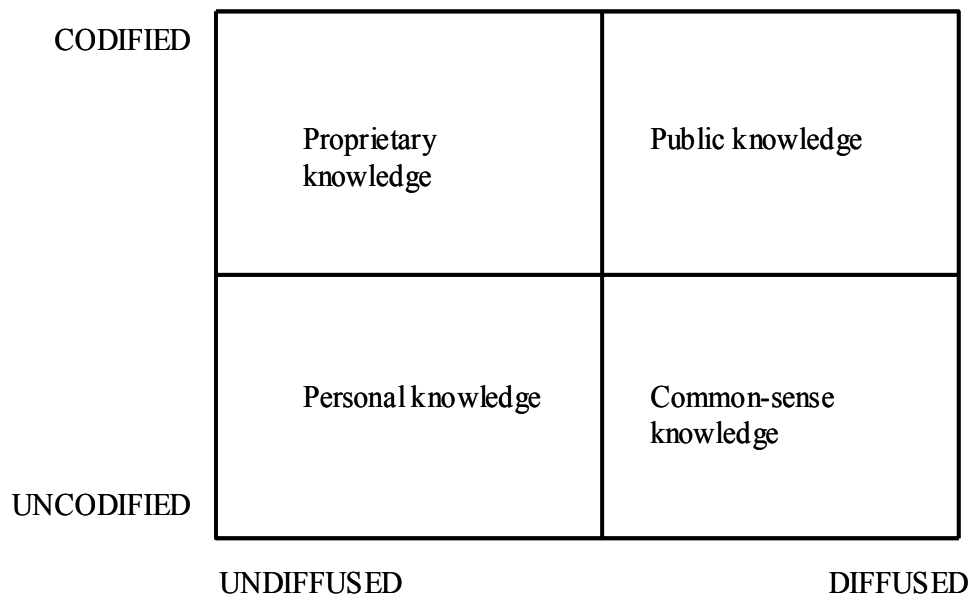 CODIFIED
Proprietary
knowledge
Public knowledge
Personal knowledge
Common-sense
knowledge
UNCODIFIED
UNDIFFUSED
DIFFUSED